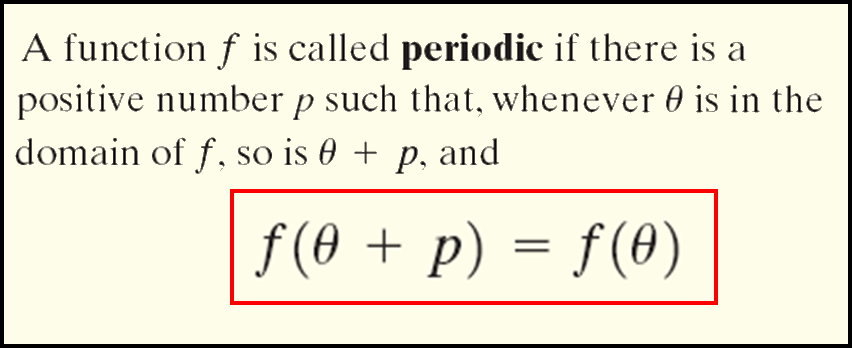 A function f is called periodic if there is a
positive number p such that, whenever θ is in the
domain of f, so is θ + p, and
f(θ + p) = f(θ)